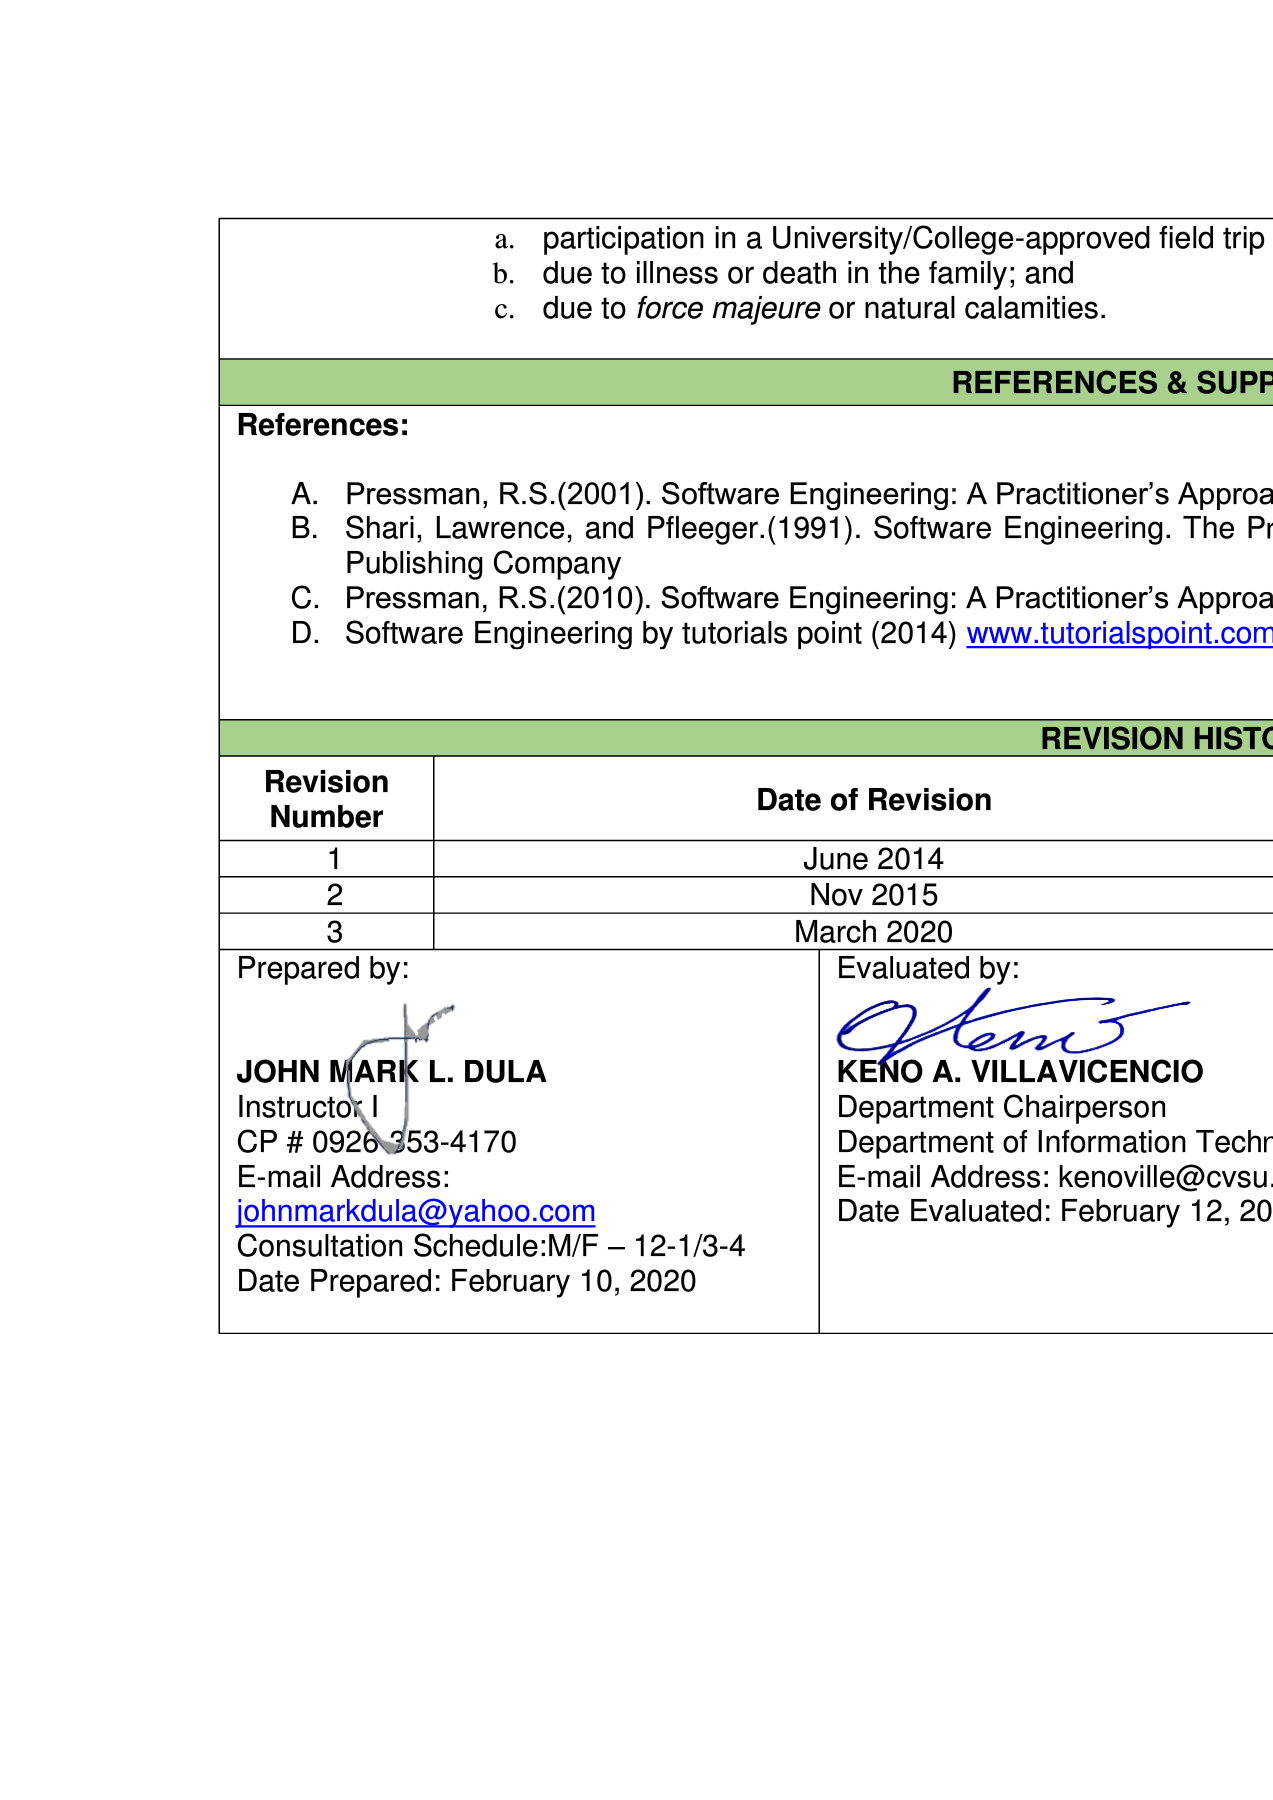 a. participation in a University/College-approved field trip
b. due to illness or death in the family; and
c. due to force majeure or natural calamities.
REFERENCES & SUPP
References:
A. Pressman, R.S.(2001). Software Engineering: A Practitioner’s Approa
B. Shari, Lawrence, and Pfleeger.(1991). Software Engineering. The Pr
Publishing Company
C. Pressman, R.S.(2010). Software Engineering: A Practitioner’s Approa
D. Software Engineering by tutorials point (2014) www.tutorialspoint.com
REVISION HISTO
Revision
Number
Date of Revision
1 June 2014
2 Nov 2015
3 March 2020
Prepared by:
JOHN MARK L. DULA
Instructor I
CP # 0926-353-4170
E-mail Address:
johnmarkdula@yahoo.com
Consultation Schedule:M/F – 12-1/3-4
Date Prepared: February 10, 2020
Evaluated by:
KENO A. VILLAVICENCIO
Department Chairperson
Department of Information Techn
E-mail Address: kenoville@cvsu.
Date Evaluated: February 12, 20